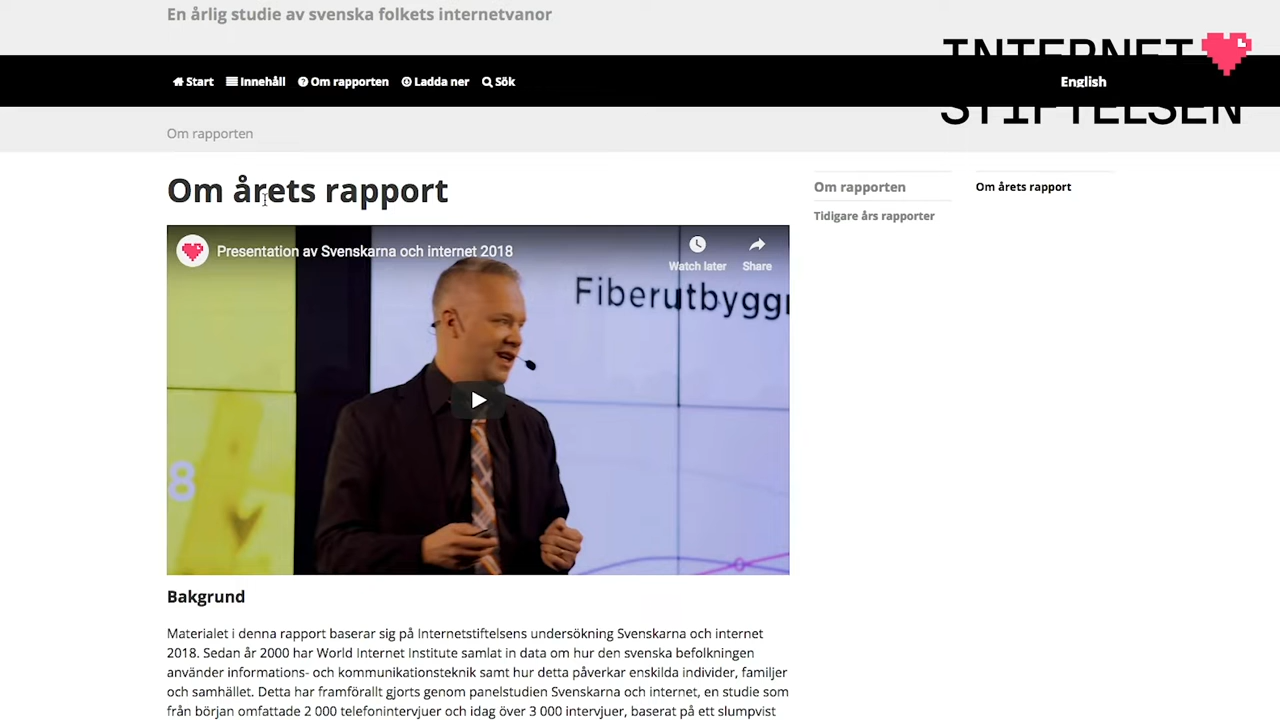 En årlig studie av svenska folkets internetvanor
INTERNET
STIFTELSEN
Start Innehåll Om rapporten Ladda ner Sök English
Om rapporten
Om årets rapport
Presentation av Svenskarna och internet 2018
Watch later Share
Fiberutbygg
8
Om rapporten
Tidigare års rapporter
Om årets rapport
Bakgrund
Materialet i denna rapport baserar sig på Internetstiftelsens undersökning Svenskarna och internet
2018. Sedan år 2000 har World Internet Institute samlat in data om hur den svenska befolkningen
använder informations- och kommunikationsteknik samt hur detta påverkar enskilda individer, familjer
och samhället. Detta har framförallt gjorts genom panelstudien Svenskarna och internet, en studie som
från början omfattade 2 000 telefonintervjuer och idag över 3 000 intervjuer, baserat på ett slumpvist